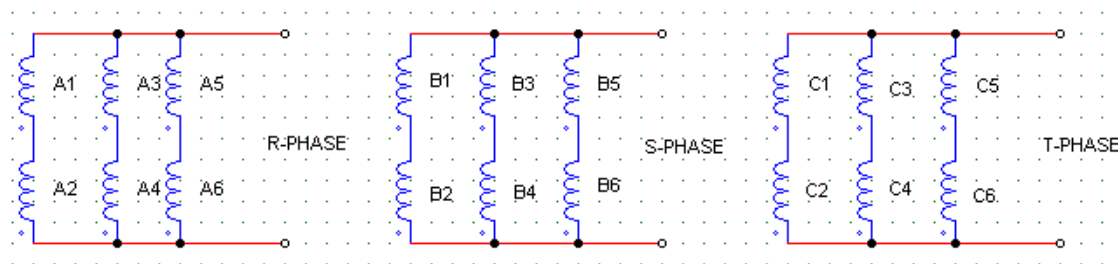 A1 A3 A5 B1 B3 B5 C1 C3 C5
R-PHASE S-PHASE T-PHASE
A2 A4 A6 B2 B4 B6 C2 C4 C6